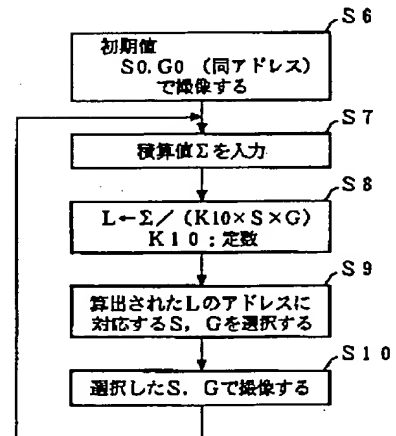 S6
初期値
S0.G0 (同アドレス)
で撮像する
S7
積算値Σを入力
S8
L←Σ／(K10×S×G)
K10:定数
S9
算出されたLのアドレスに
対応するS,Gを選択する
S10
選択したS.Gで撮像する